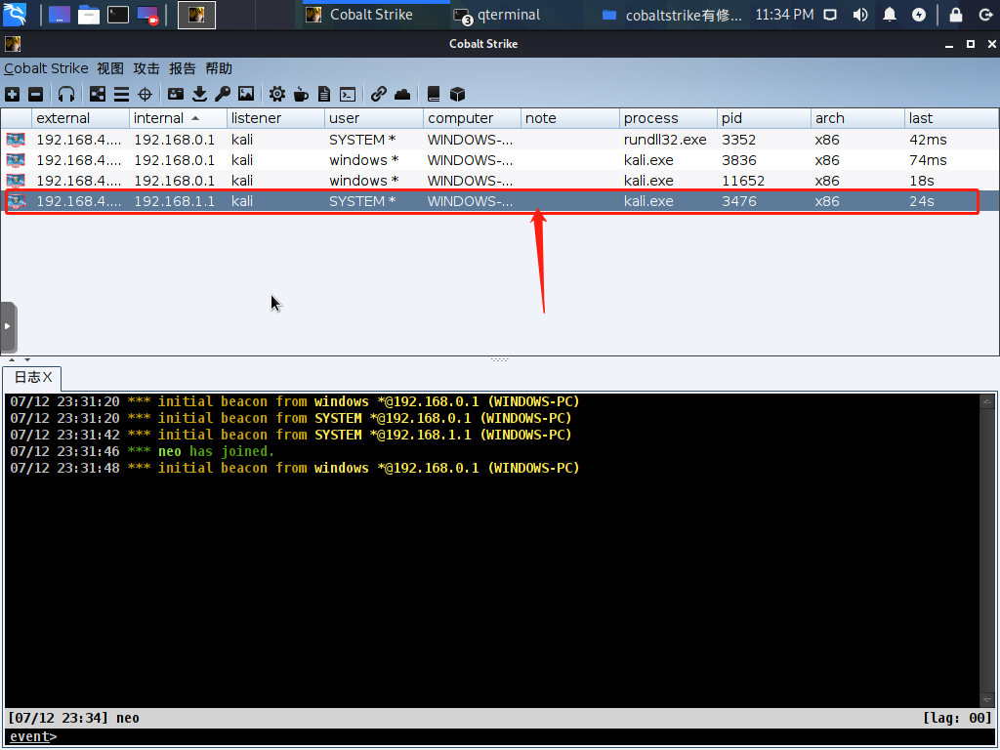 Cobalt Strike
3 qterminal
cobaltstrike有修...
11:34 PM
Cobalt Strike
Cobalt Strike 视图 攻击 报告 帮助
external internal listener user computer note process pid arch last
192.168.4.... 192.168.0.1 kali SYSTEM * WINDOWS-... rundll32.exe 3352 x86 42ms
192.168.4.... 192.168.0.1 kali windows * WINDOWS-... kali.exe 3836 x86 74ms
192.168.4.... 192.168.0.1 kali windows * WINDOWS-... kali.exe 11652 x86 18s
192.168.4.... 192.168.1.1 kali SYSTEM * WINDOWS-... kali.exe 3476 x86 24s
日志 X
07/12 23:31:20 *** initial beacon from windows *@192.168.0.1 (WINDOWS-PC)
07/12 23:31:20 *** initial beacon from SYSTEM *@192.168.0.1 (WINDOWS-PC)
07/12 23:31:42 *** initial beacon from SYSTEM *@192.168.1.1 (WINDOWS-PC)
07/12 23:31:46 *** neo has joined.
07/12 23:31:48 *** initial beacon from windows *@192.168.0.1 (WINDOWS-PC)
[07/12 23:34] neo [lag: 00]
event>